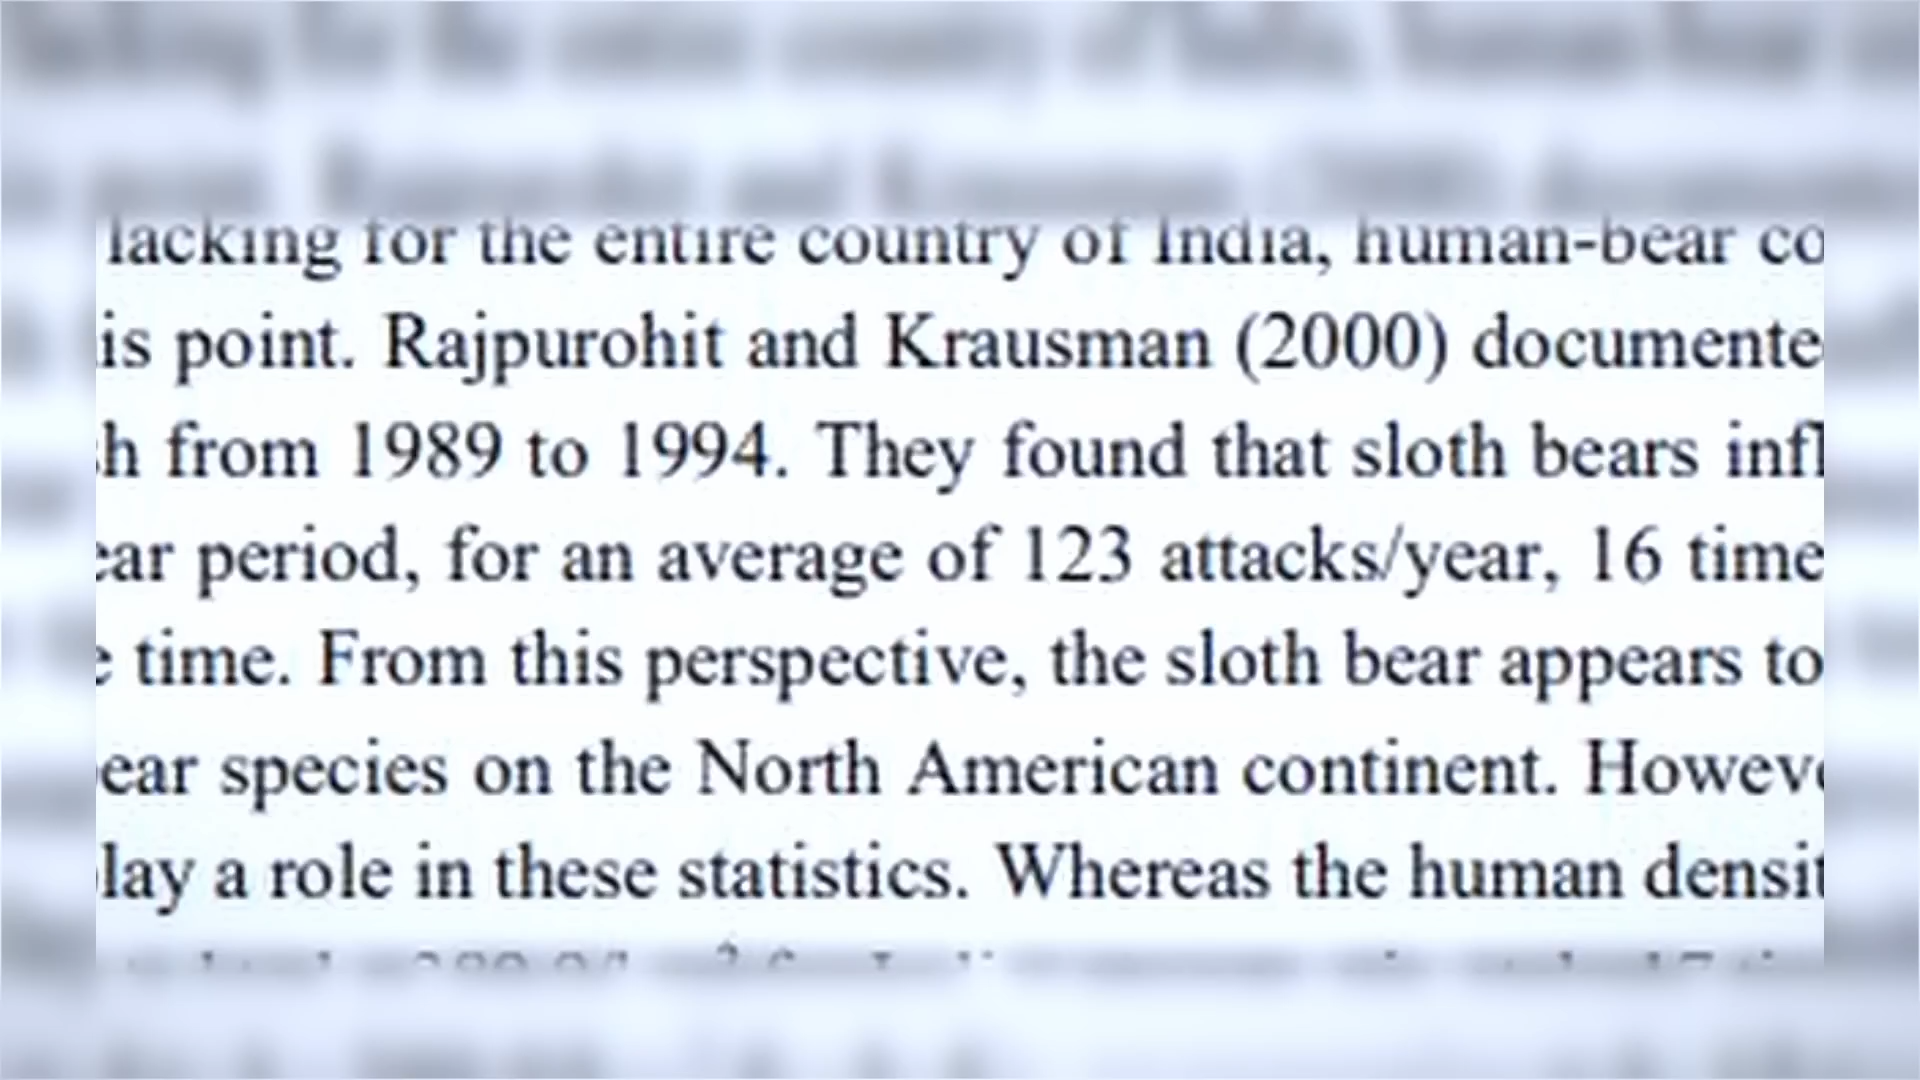 lacking for the entire country of India, human-bear co
is point. Rajpurohit and Krausman (2000) documente
h from 1989 to 1994. They found that sloth bears infl
ear period, for an average of 123 attacks/year, 16 time
e time. From this perspective, the sloth bear appears to
ear species on the North American continent. Howeve
lay a role in these statistics. Whereas the human densit